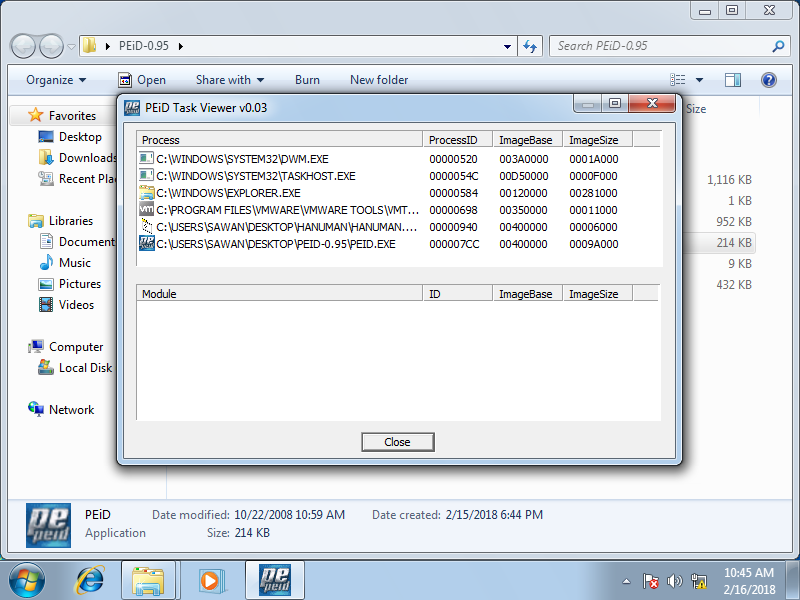 PEiD-0.95
Search PEiD-0.95
Organize Open Share with Burn New folder
PEiD Task Viewer v0.03
Size
Favorites
Desktop
Downloads
Recent Pla
Libraries
Document
Music
Pictures
Videos
Computer
Local Disk
Network
Process ProcessID ImageBase ImageSize
C:\WINDOWS\SYSTEM32\DWM.EXE 00000520 003A0000 0001A000
C:\WINDOWS\SYSTEM32\TASKHOST.EXE 0000054C 00D50000 0000F000
C:\WINDOWS\EXPLORER.EXE 00000584 00120000 00281000
C:\PROGRAM FILES\VMWARE\VMWARE TOOLS\VMT... 00000698 00350000 00011000
C:\USERS\SAWAN\DESKTOP\HANUMAN\HANUMAN.... 00000940 00400000 00006000
C:\USERS\SAWAN\DESKTOP\PEID-0.95\PEID.EXE 000007CC 00400000 0009A000
Module ID ImageBase ImageSize
Close
1,116 KB
1 KB
952 KB
214 KB
9 KB
432 KB
PEiD Date modified: 10/22/2008 10:59 AM Date created: 2/15/2018 6:44 PM
Application Size: 214 KB
10:45 AM
2/16/2018